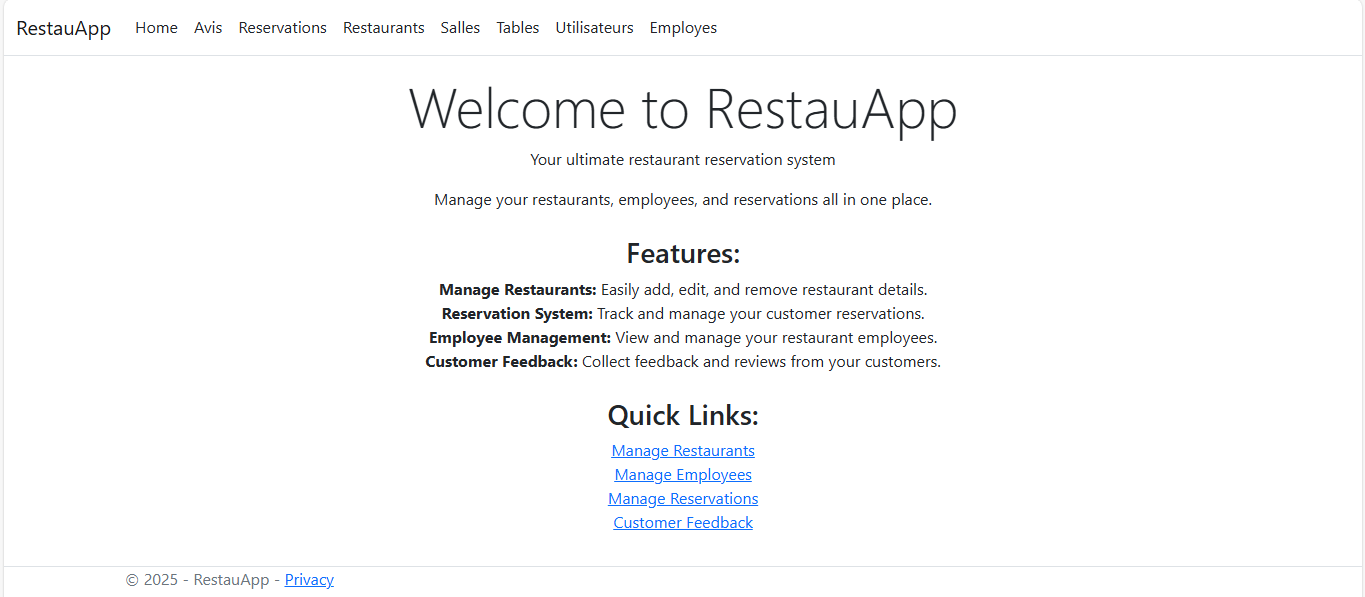 RestauApp Home Avis Reservations Restaurants Salles Tables Utilisateurs Employes
Welcome to RestauApp
Your ultimate restaurant reservation system
Manage your restaurants, employees, and reservations all in one place.
Features:
Manage Restaurants: Easily add, edit, and remove restaurant details.
Reservation System: Track and manage your customer reservations.
Employee Management: View and manage your restaurant employees.
Customer Feedback: Collect feedback and reviews from your customers.
Quick Links:
Manage Restaurants
Manage Employees
Manage Reservations
Customer Feedback
© 2025 - RestauApp - Privacy